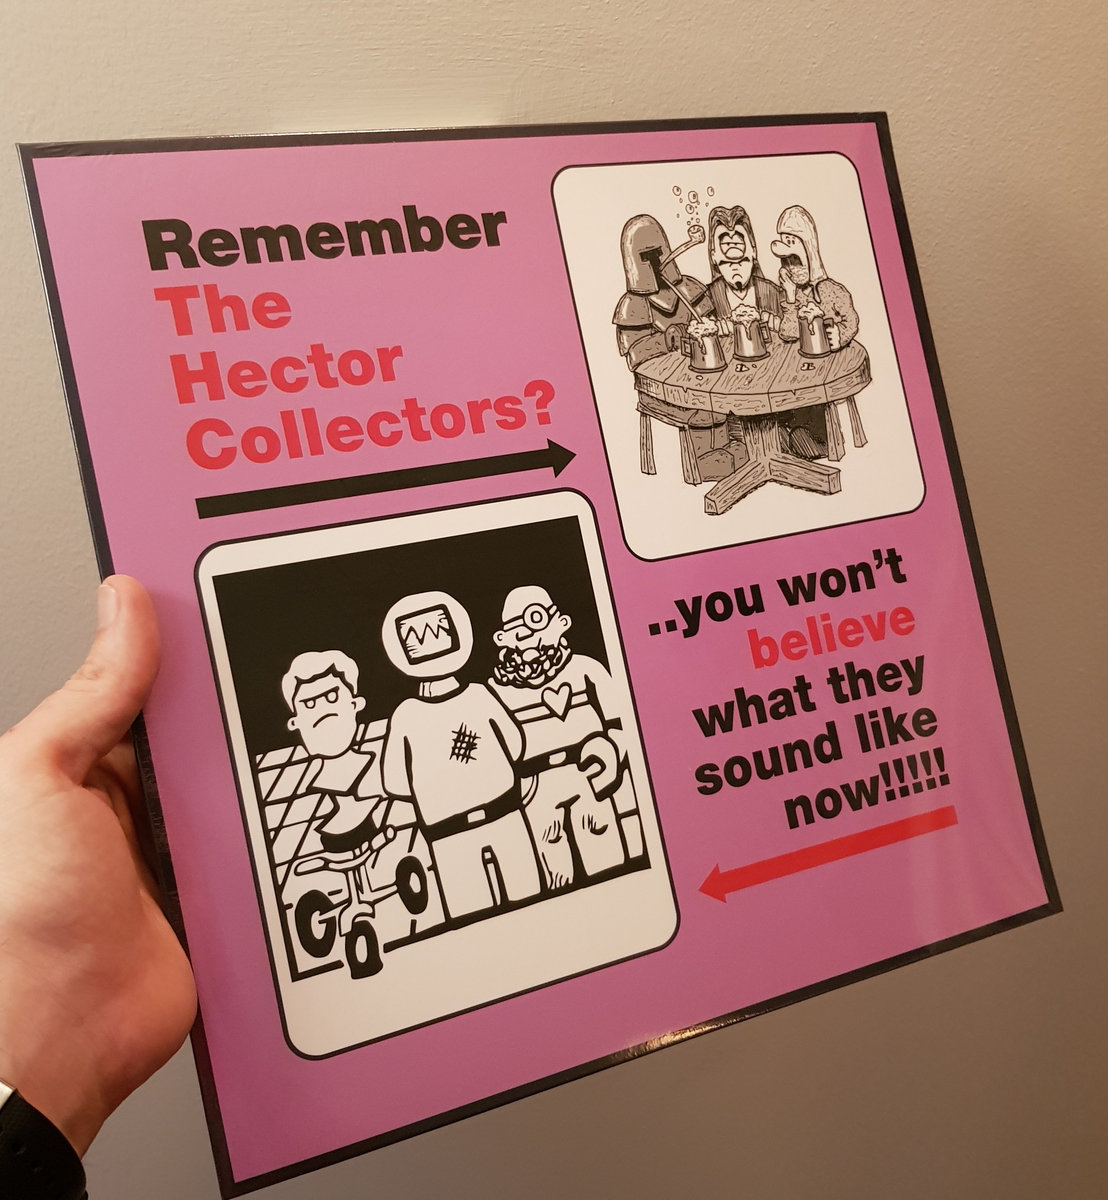 Remember
The
Hector
Collectors?
..you won't
believe
what they
sound like
now!!!!!